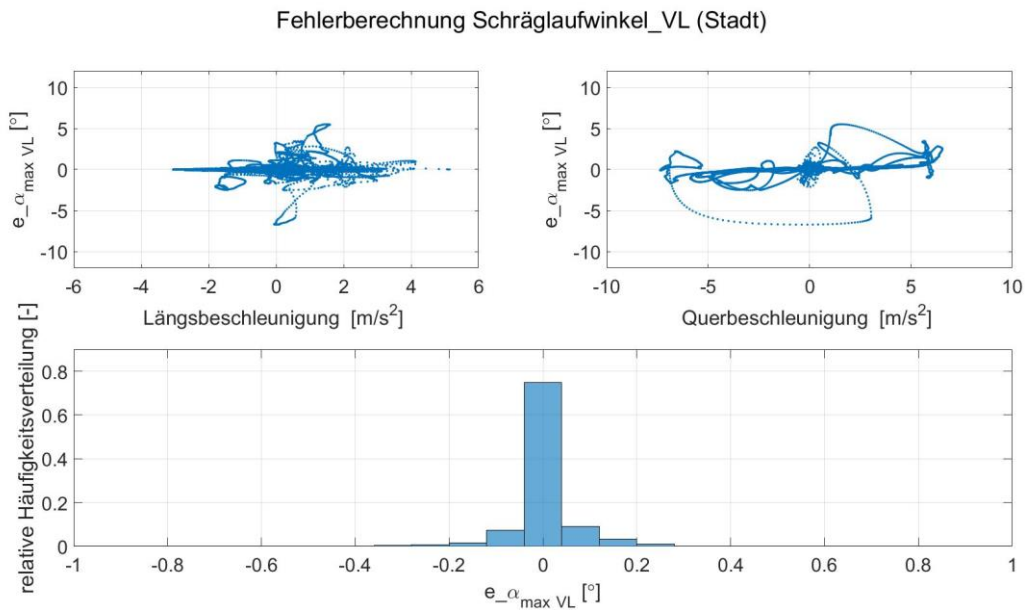 Fehlerberechnung Schräglaufwinkel_VL (Stadt)
e_α_max VL [°]
10
5
0
-5
-10
-6 -4 -2 0 2 4 6
Längsbeschleunigung [m/s²]
e_α_max VL [°]
10
5
0
-5
-10
-10 -5 0 5 10
Querbeschleunigung [m/s²]
relative Häufigkeitsverteilung [-]
0.8
0.6
0.4
0.2
0
-1 -0.8 -0.6 -0.4 -0.2 0 0.2 0.4 0.6 0.8 1
e_α_max VL [°]